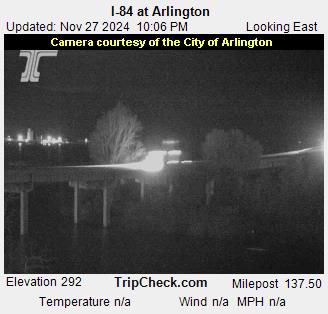 I-84 at Arlington
Updated: Nov 27 2024 10:06 PM Looking East
Camera courtesy of the City of Arlington
Elevation 292 TripCheck.com Milepost 137.50
Temperature n/a Wind n/a MPH n/a